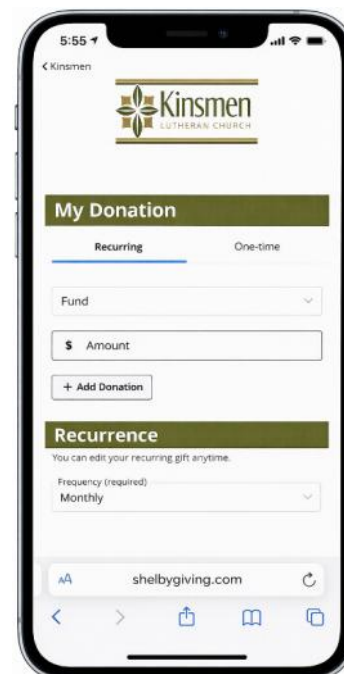 5:55
Kinsmen
Kinsmen
LUTHERAN CHURCH
My Donation
Recurring One-time
Fund
$ Amount
+ Add Donation
Recurrence
You can edit your recurring gift anytime.
Frequency (required)
Monthly
AA shelbygiving.com